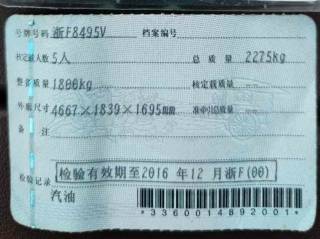 号牌号码 浙F8495V 档案编号
核定载人数 5人 总质量 2275kg
整备质量 1800kg 核定载质量
外廓尺寸 4667×1839×1695mm 准牵引总质量
备注
检验记录 检验有效期至2016年12月浙F(00)
汽油
*3360014892001*